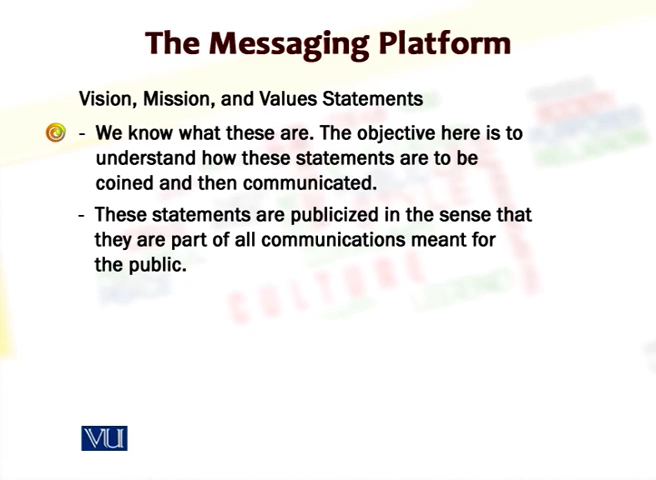 The Messaging Platform
Vision, Mission, and Values Statements
- We know what these are. The objective here is to
understand how these statements are to be
coined and then communicated.
- These statements are publicized in the sense that
they are part of all communications meant for
the public.
CULTURE
LEGEND
VU